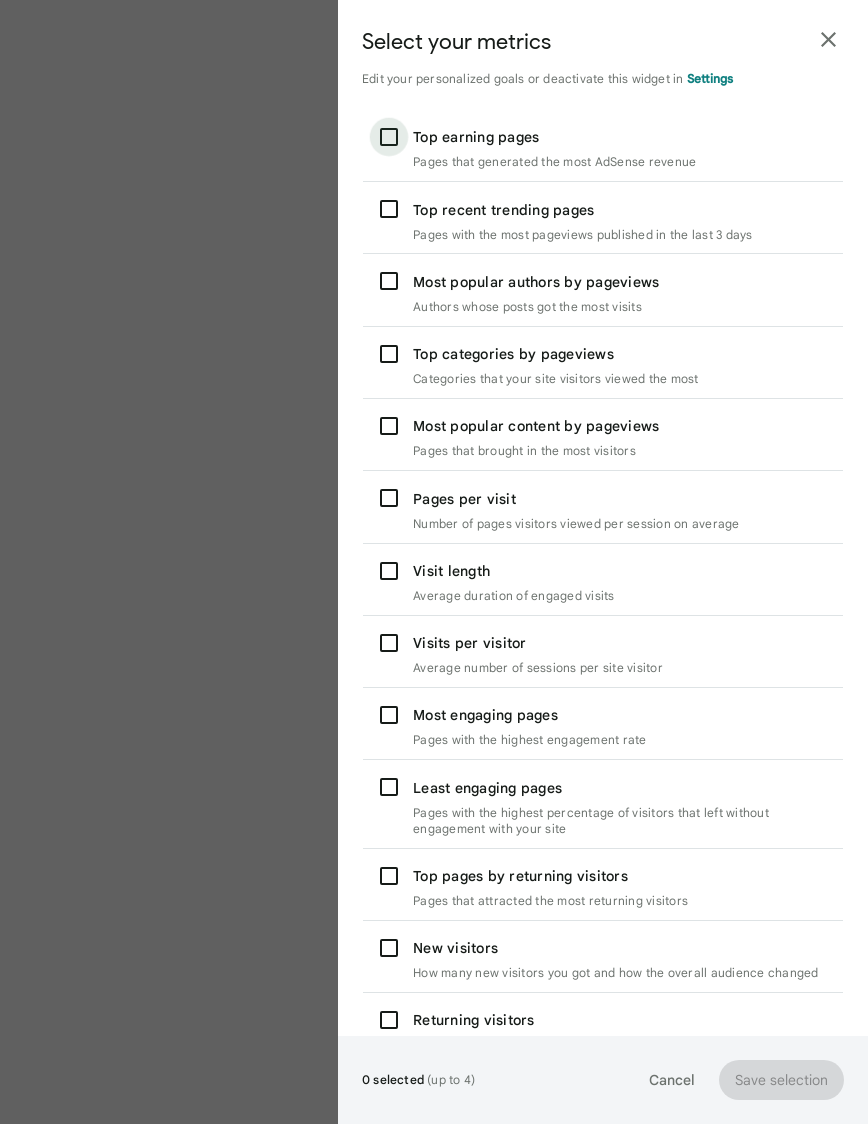 Select your metrics
Edit your personalized goals or deactivate this widget in Settings
Top earning pages
Pages that generated the most AdSense revenue
Top recent trending pages
Pages with the most pageviews published in the last 3 days
Most popular authors by pageviews
Authors whose posts got the most visits
Top categories by pageviews
Categories that your site visitors viewed the most
Most popular content by pageviews
Pages that brought in the most visitors
Pages per visit
Number of pages visitors viewed per session on average
Visit length
Average duration of engaged visits
Visits per visitor
Average number of sessions per site visitor
Most engaging pages
Pages with the highest engagement rate
Least engaging pages
Pages with the highest percentage of visitors that left without
engagement with your site
Top pages by returning visitors
Pages that attracted the most returning visitors
New visitors
How many new visitors you got and how the overall audience changed
Returning visitors
0 selected (up to 4)
Cancel
Save selection